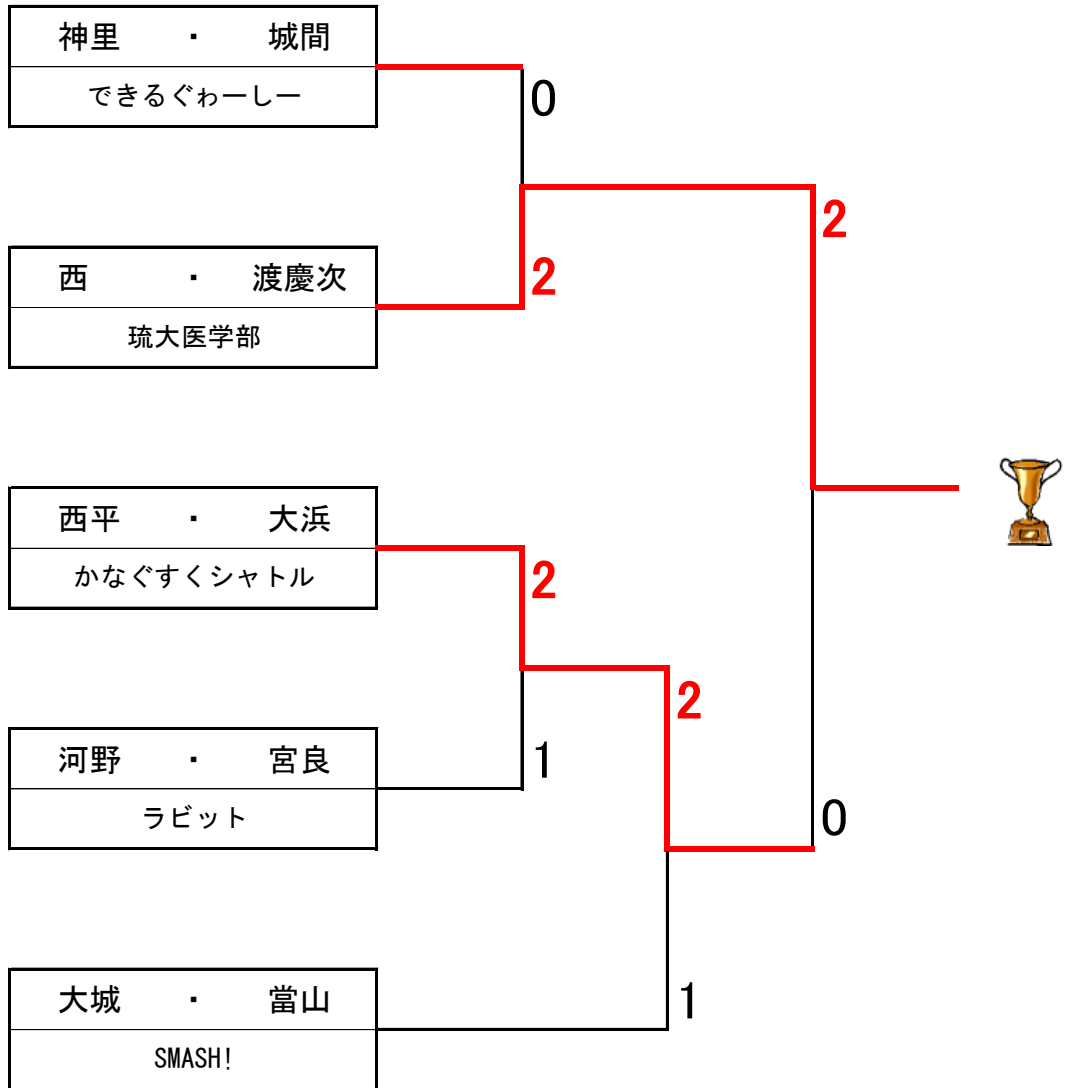 神里 ・ 城間
できるぐゎーしー
0
2
西 ・ 渡慶次
2
琉大医学部
西平 ・ 大浜
かなぐすくシャトル
2
2
河野 ・ 宮良
1
ラビット
0
大城 ・ 當山
1
SMASH!